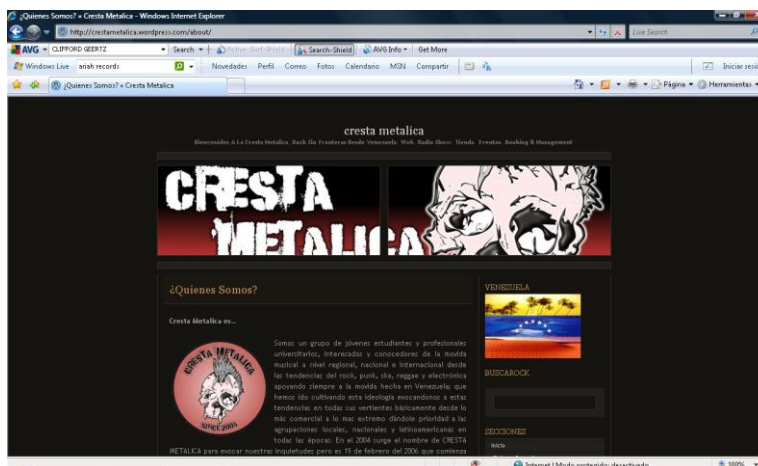 ¿Quienes Somos? « Cresta Metalica - Windows Internet Explorer
http://crestametalica.wordpress.com/about/
Live Search
AVG CLIFFORD GEERTZ Search Active Surf-Shield Search-Shield AVG Info Get More
Windows Live ariah records Novedades Perfil Correo Fotos Calendario MSN Compartir Iniciar sesió
¿Quienes Somos? « Cresta Metalica
Página Herramientas
cresta metalica
Bienvenidos A La Cresta Metalica, Rock Sin Fronteras Desde Venezuela: Web. Radio Show. Tienda. Eventos. Booking & Management
CRESTA
METALICA
¿Quienes Somos?
Cresta Metalica es..
CRESTA METALICA
SINCE 2004
Somos un grupo de jóvenes estudiantes y profesionales
universitarios, interesados y conocedores de la movida
musical a nivel regional, nacional e internacional desde
las tendencias del rock, punk, ska, reggae y electrónica
apoyando siempre a la movida hecha en Venezuela; que
hemos ido cultivando esta ideología evocandonos a estas
tendencias en todas sus vertientes básicamente desde lo
más comercial a lo mas extremo dándole prioridad a las
agrupaciones locales, nacionales y latinoamericanas en
todas las épocas. En el 2004 surge el nombre de CRESTA
METALICA para evocar nuestras inquietudes pero es 15 de febrero del 2006 que comienza
VENEZUELA
BUSCAROCK
SECCIONES
Inicio
Internet | Modo protegido: desactivado
100%